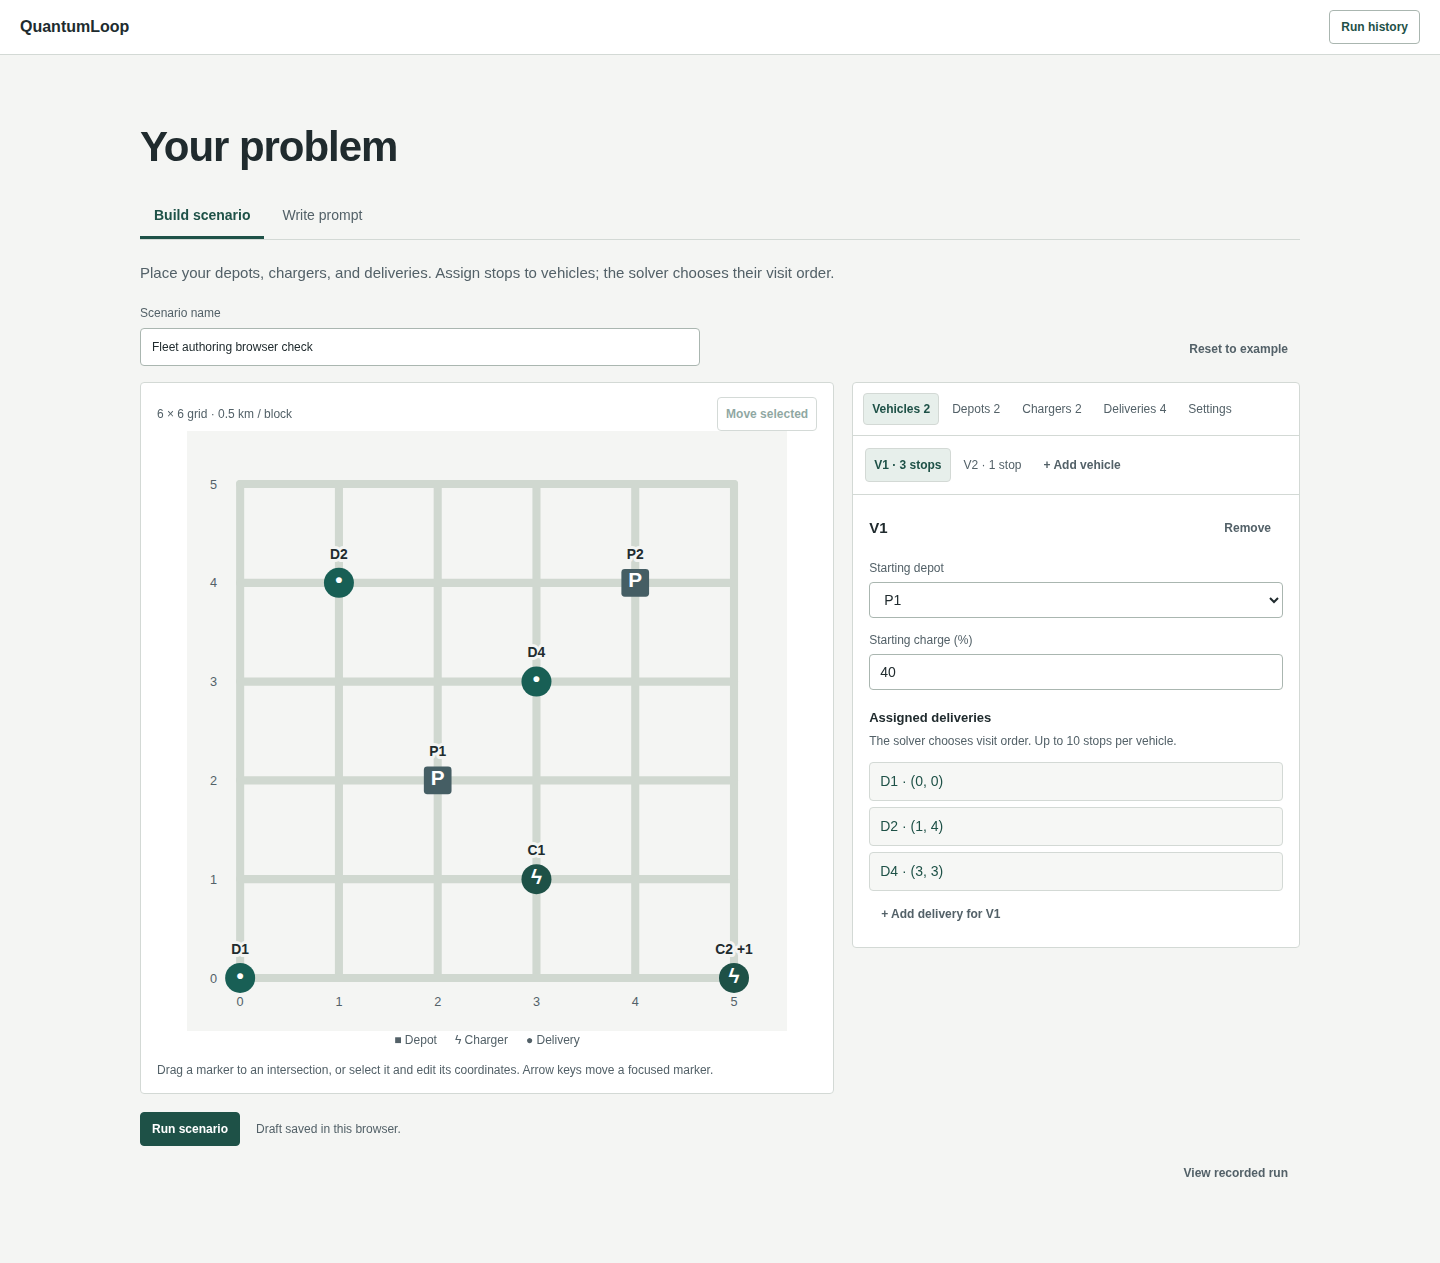 QuantumLoop
Run history
Your problem
Build scenario
Write prompt
Place your depots, chargers, and deliveries. Assign stops to vehicles; the solver chooses their visit order.
Scenario name
Fleet authoring browser check
Reset to example
6 × 6 grid · 0.5 km / block
Move selected
5
D2
P2
P
4
D4
3
P1
P
2
C1
1
D1
C2 +1
0
0 1 2 3 4 5
Depot
Charger
Delivery
Drag a marker to an intersection, or select it and edit its coordinates. Arrow keys move a focused marker.
Vehicles 2
Depots 2
Chargers 2
Deliveries 4
Settings
V1 · 3 stops
V2 · 1 stop
+ Add vehicle
V1
Remove
Starting depot
P1
Starting charge (%)
40
Assigned deliveries
The solver chooses visit order. Up to 10 stops per vehicle.
D1 · (0, 0)
D2 · (1, 4)
D4 · (3, 3)
+ Add delivery for V1
Run scenario
Draft saved in this browser.
View recorded run